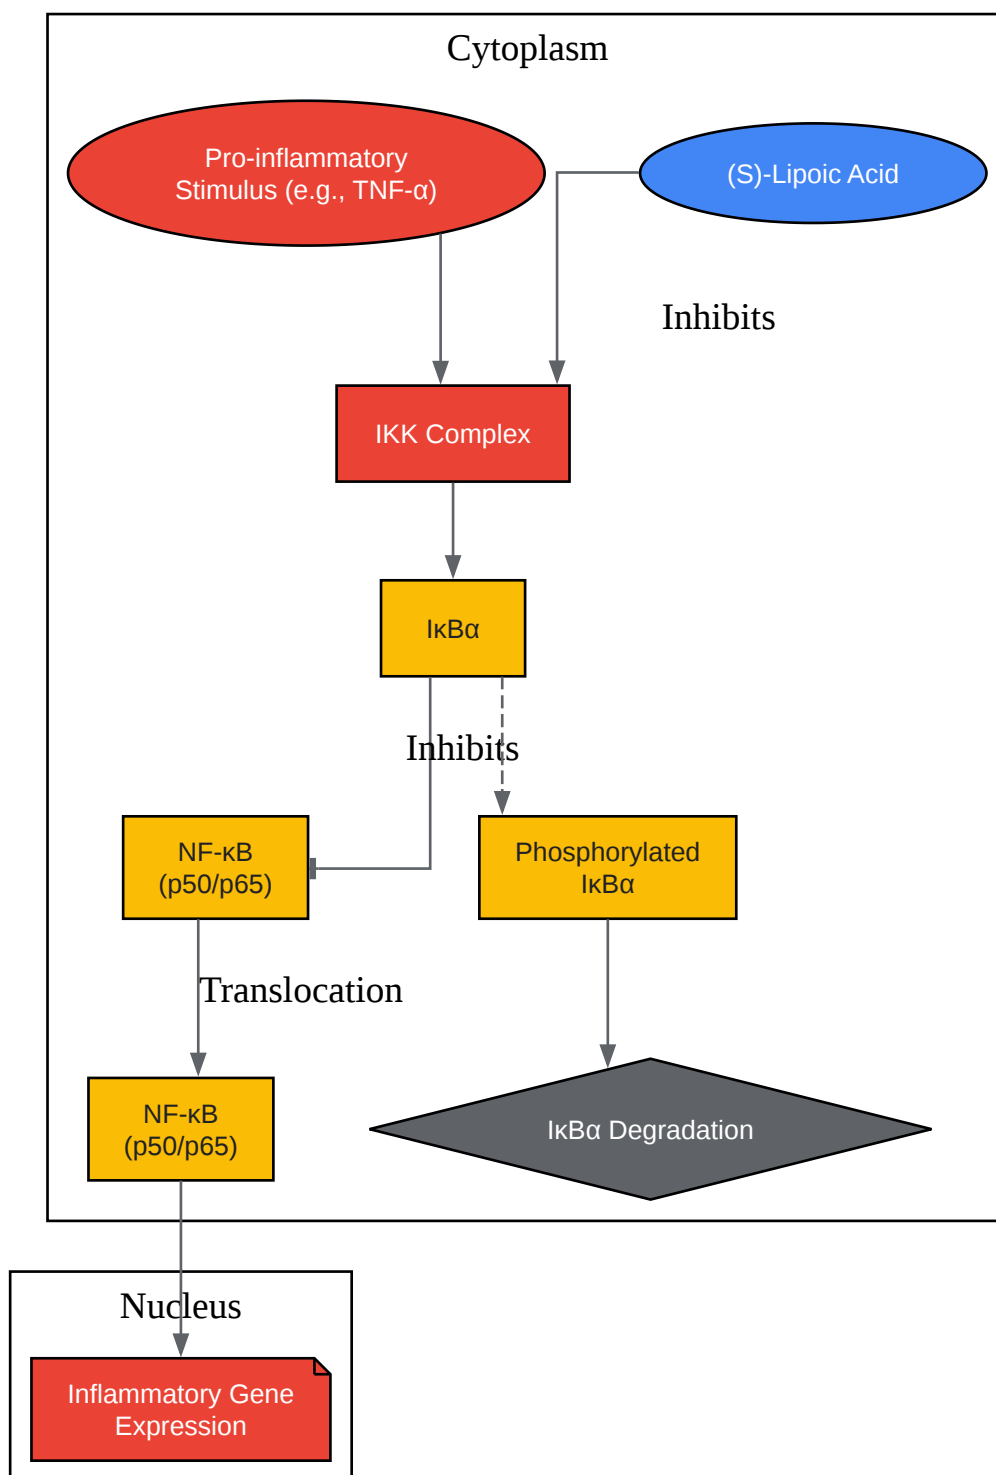 Cytoplasm
Pro-inflammatory
Stimulus (e.g., TNF-α)
(S)-Lipoic Acid
Inhibits
IKK Complex
IκBα
Inhibits
NF-κB
(p50/p65)
Phosphorylated
IκBα
Translocation
NF-κB
(p50/p65)
IκBα Degradation
Nucleus
Inflammatory Gene
Expression